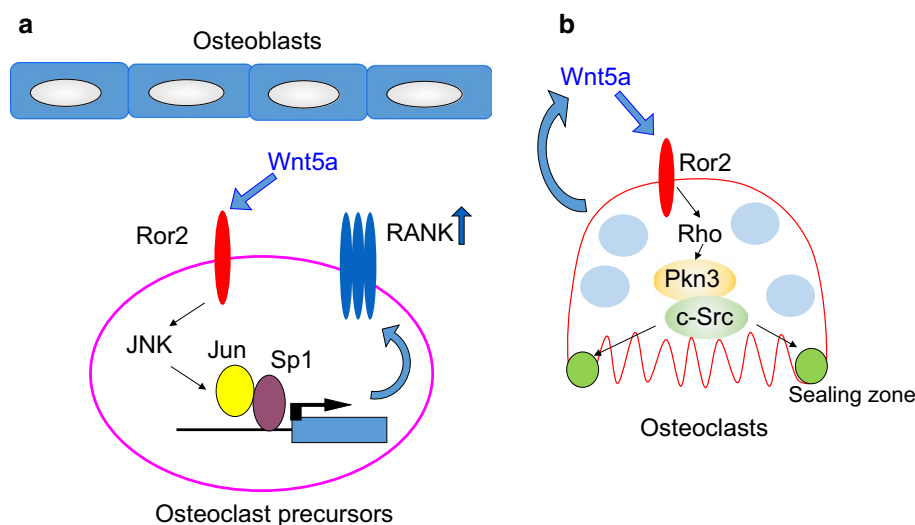 a
Osteoblasts
Wnt5a
Ror2
RANK
JNK
Jun
Sp1
Osteoclast precursors
b
Wnt5a
Ror2
Rho
Pkn3
c-Src
Sealing zone
Osteoclasts